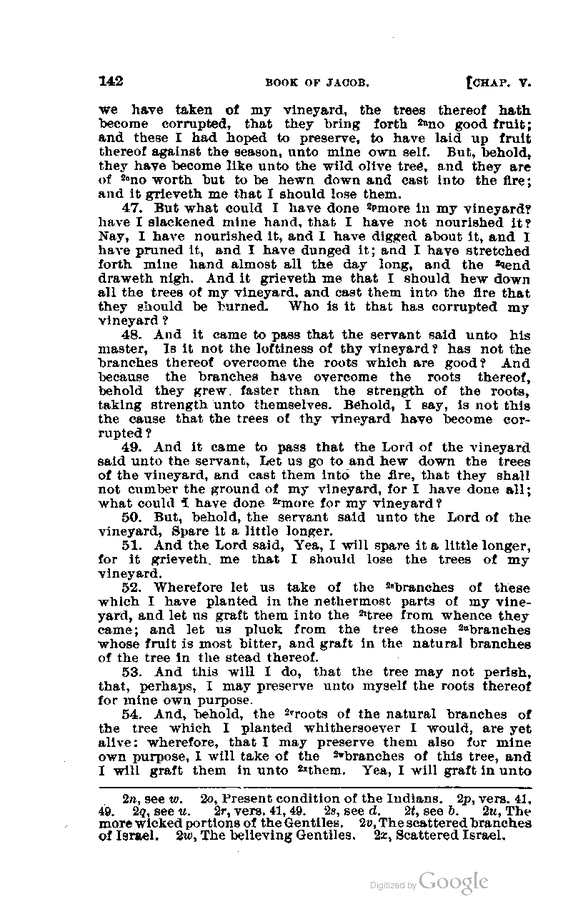 142 BOOK OF JACOB. [CHAP. V.
we have taken of my vineyard, the trees thereof hath
become corrupted, that they bring forth 2nno good fruit;
and these I had hoped to preserve, to have laid up fruit
thereof against the season, unto mine own self. But, behold,
they have become like unto the wild olive tree, and they are
of 2ono worth but to be hewn down and cast into the fire;
and it grieveth me that I should lose them.
47. But what could I have done 2pmore in my vineyard?
have I slackened mine hand, that I have not nourished it?
Nay, I have nourished it, and I have digged about it, and I
have pruned it, and I have dunged it; and I have stretched
forth mine hand almost all the day long, and the 2qend
draweth nigh. And it grieveth me that I should hew down
all the trees of my vineyard, and cast them into the fire that
they should be burned. Who is it that has corrupted my
vineyard?
48. And it came to pass that the servant said unto his
master, Is it not the loftiness of thy vineyard? has not the
branches thereof overcome the roots which are good? And
because the branches have overcome the roots thereof,
behold they grew faster than the strength of the roots,
taking strength unto themselves. Behold, I say, is not this
the cause that the trees of thy vineyard have become cor-
rupted?
49. And it came to pass that the Lord of the vineyard
said unto the servant, Let us go to and hew down the trees
of the vineyard, and cast them into the fire, that they shall
not cumber the ground of my vineyard, for I have done all;
what could I have done 2rmore for my vineyard?
50. But, behold, the servant said unto the Lord of the
vineyard, Spare it a little longer.
51. And the Lord said, Yea, I will spare it a little longer,
for it grieveth me that I should lose the trees of my
vineyard.
52. Wherefore let us take of the 2sbranches of these
which I have planted in the nethermost parts of my vine-
yard, and let us graft them into the 2ttree from whence they
came; and let us pluck from the tree those 2ubranches
whose fruit is most bitter, and graft in the natural branches
of the tree in the stead thereof.
53. And this will I do, that the tree may not perish,
that, perhaps, I may preserve unto myself the roots thereof
for mine own purpose.
54. And, behold, the 2vroots of the natural branches of
the tree which I planted whithersoever I would, are yet
alive: wherefore, that I may preserve them also for mine
own purpose, I will take of the 2wbranches of this tree, and
I will graft them in unto 2xthem. Yea, I will graft in unto
2n, see w. 2o, Present condition of the Indians. 2p, vers. 41,
49. 2q, see u. 2r, vers. 41, 49. 2s, see d. 2t, see b. 2u, The
more wicked portions of the Gentiles. 2v, The scattered branches
of Israel. 2w, The believing Gentiles. 2x, Scattered Israel.
Digitized by Google